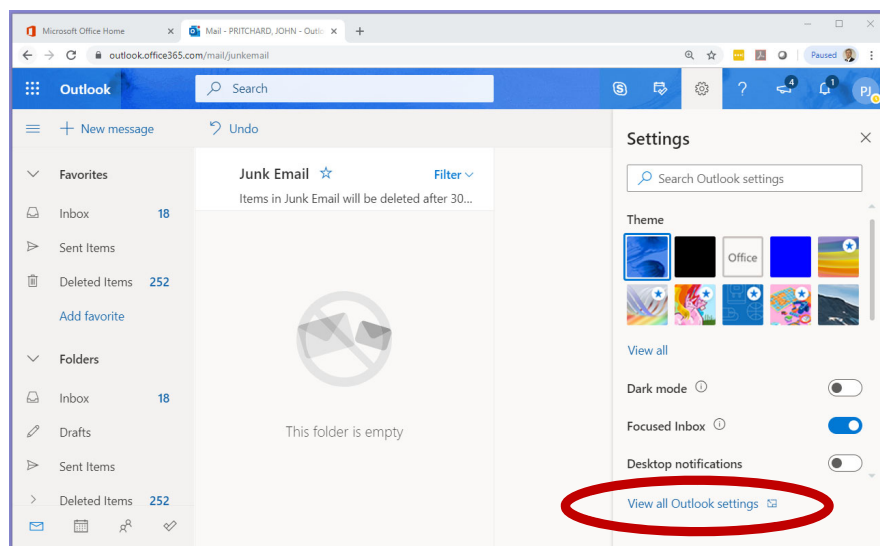 Microsoft Office Home
Mail - PRITCHARD, JOHN - Outlo
outlook.office365.com/mail/junkemail
Paused
Outlook
Search
4
1
PJ
New message
Undo
Settings
Favorites
Junk Email
Filter
Search Outlook settings
Items in Junk Email will be deleted after 30...
Inbox 18
Theme
Sent Items
Office
Deleted Items 252
Add favorite
View all
Folders
Dark mode
Inbox 18
Focused Inbox
Drafts
This folder is empty
Sent Items
Desktop notifications
Deleted Items 252
View all Outlook settings